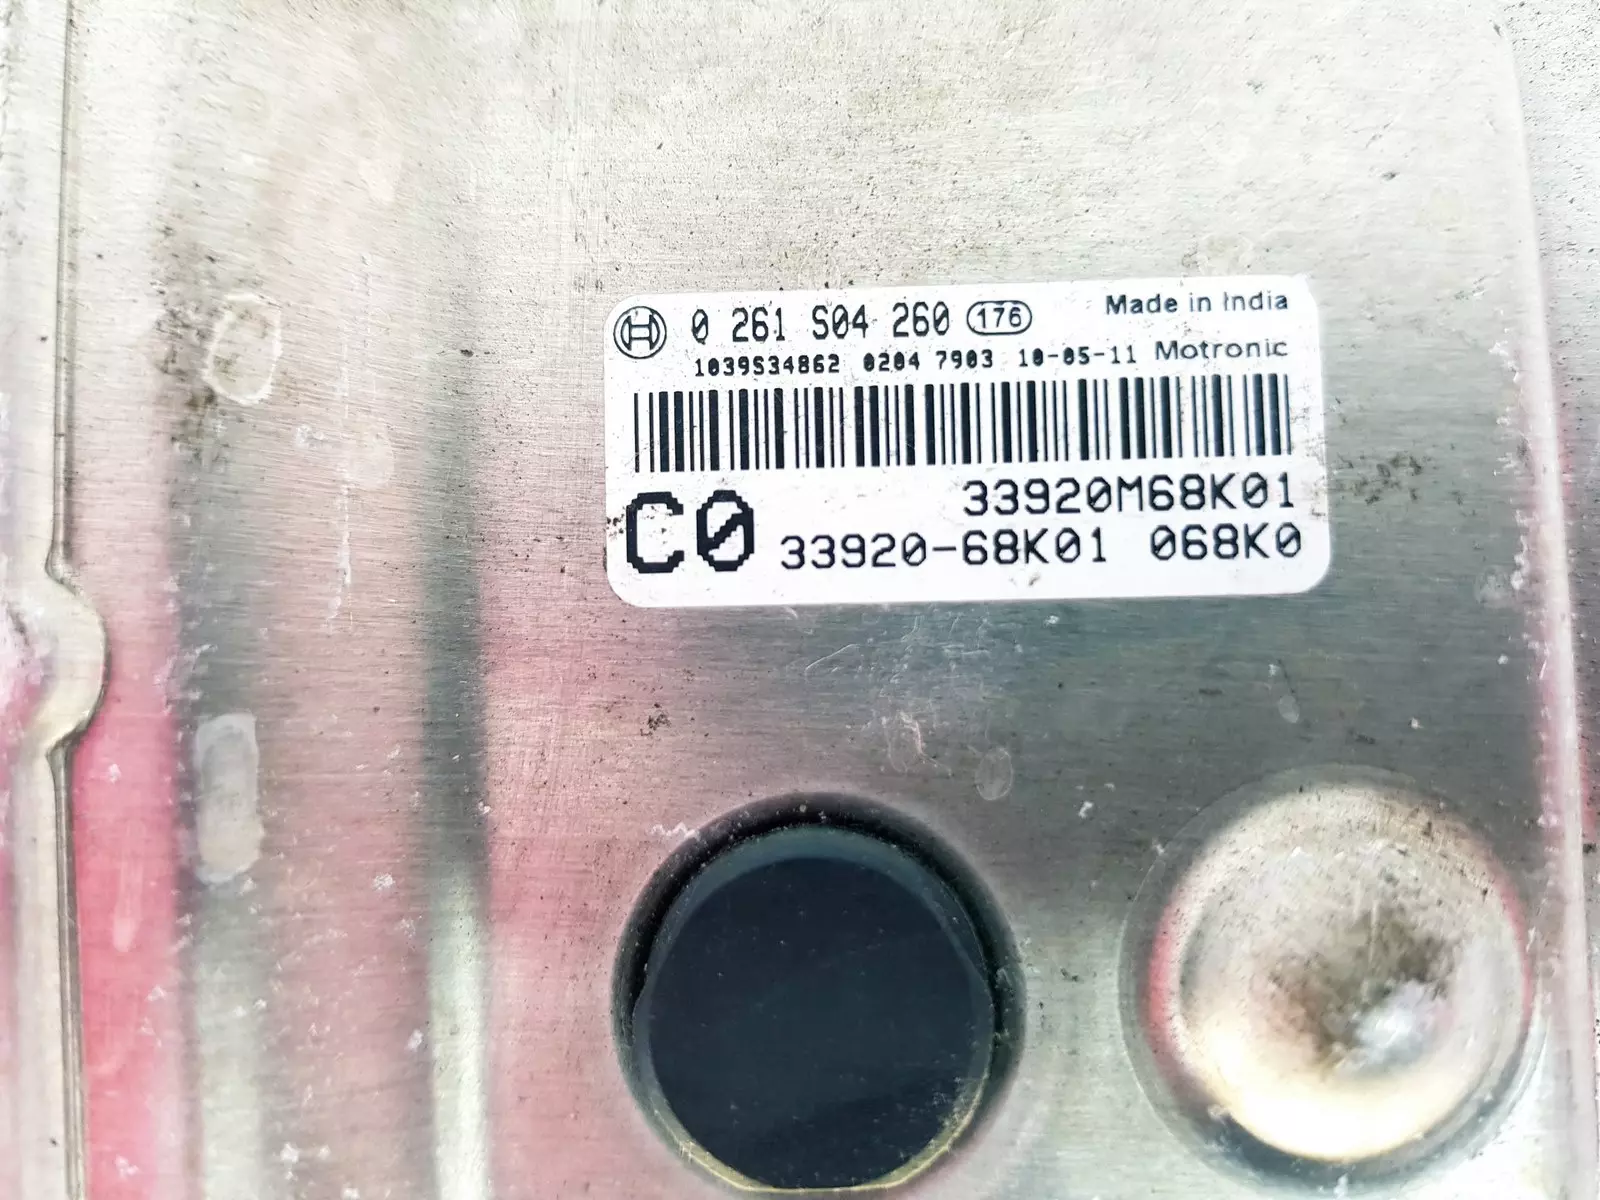 0 261 S04 260 176 Made in India
1039S34862 0204 7903 10-05-11 Motronic
33920M68K01
C0 33920-68K01 068K0